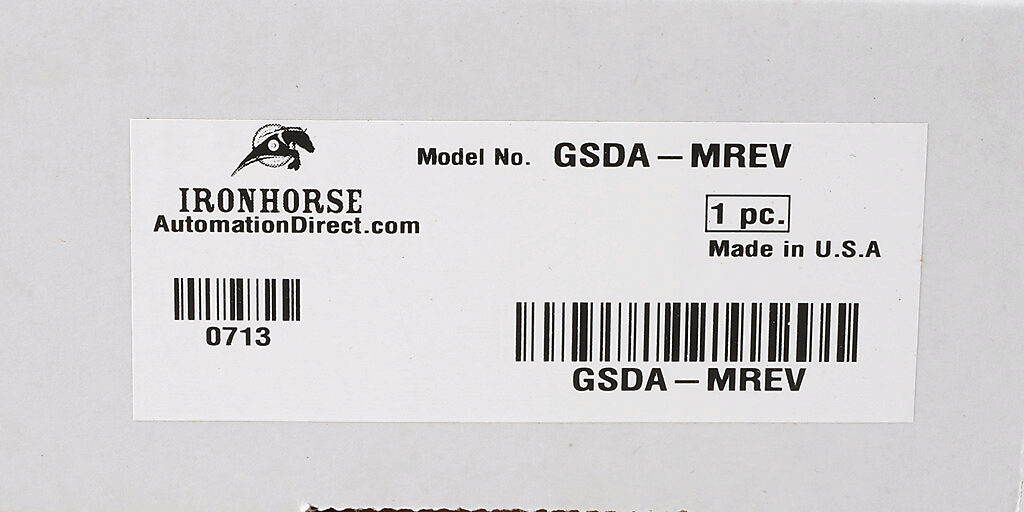 Model No. GSDA-MREV
IRONHORSE
AutomationDirect.com
1 pc.
Made in U.S.A
0713
GSDA-MREV